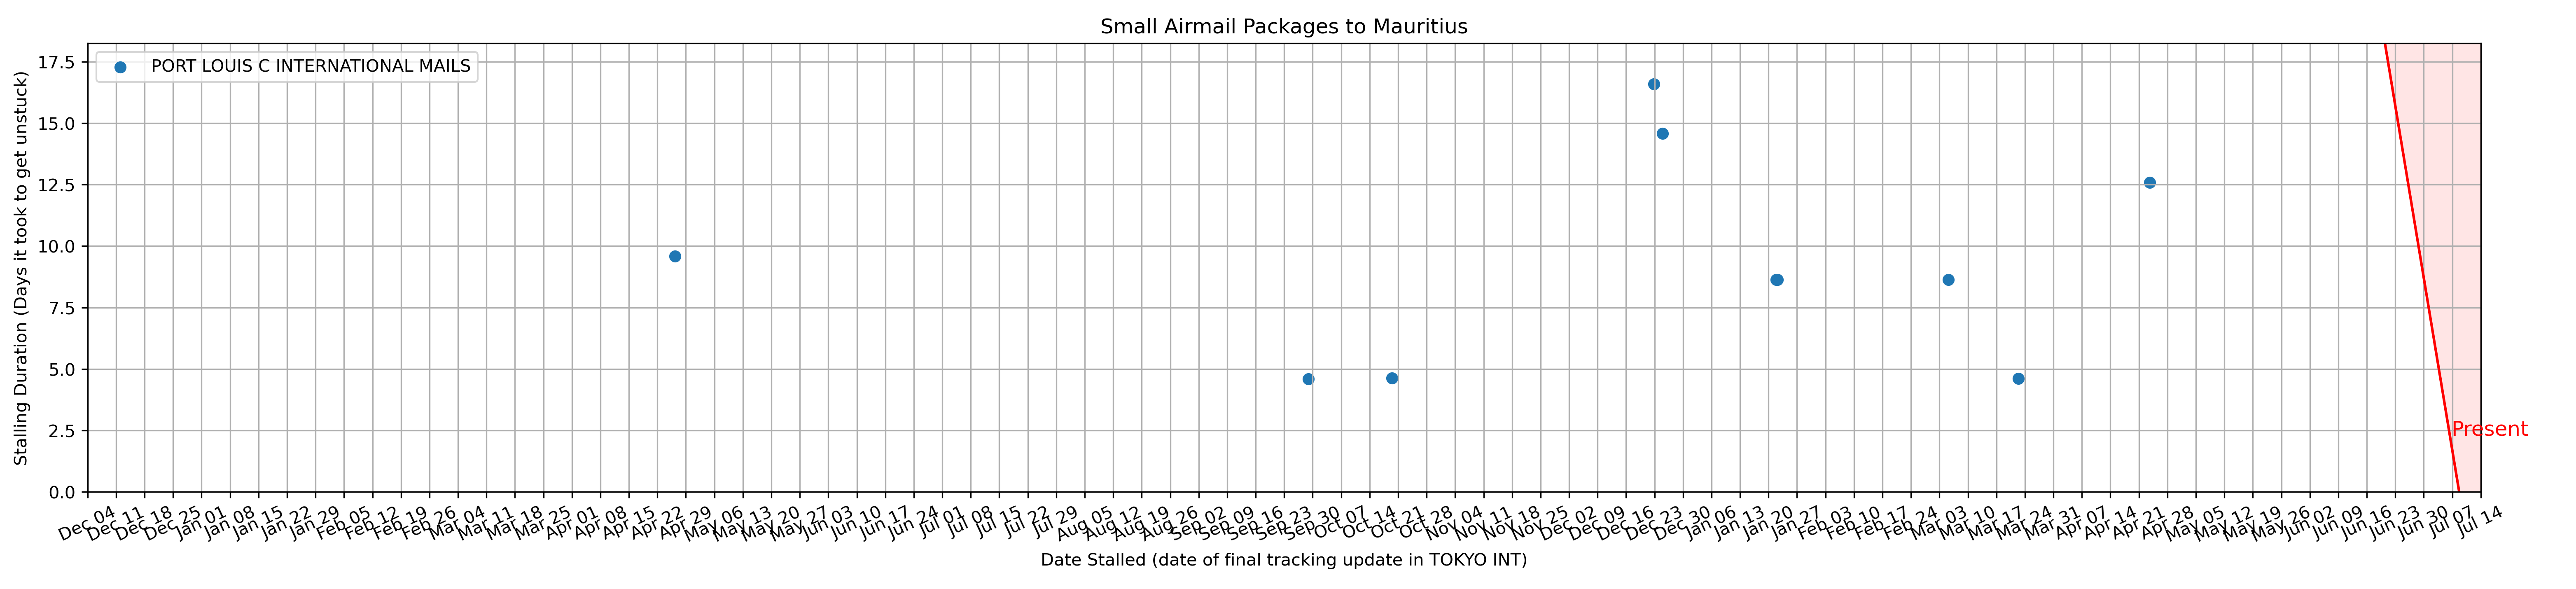 Small Airmail Packages to Mauritius
PORT LOUIS C INTERNATIONAL MAILS
Stalling Duration (Days it took to get unstuck)
17.5
15.0
12.5
10.0
7.5
5.0
2.5
0.0
Present
Dec 04
Dec 11
Dec 18
Dec 25
Jan 01
Jan 08
Jan 15
Jan 22
Jan 29
Feb 05
Feb 12
Feb 19
Feb 26
Mar 04
Mar 11
Mar 18
Mar 25
Apr 01
Apr 08
Apr 15
Apr 22
Apr 29
May 06
May 13
May 20
May 27
Jun 03
Jun 10
Jun 17
Jun 24
Jul 01
Jul 08
Jul 15
Jul 22
Jul 29
Aug 05
Aug 12
Aug 19
Aug 26
Sep 02
Sep 09
Sep 16
Sep 23
Sep 30
Oct 07
Oct 14
Oct 21
Oct 28
Nov 04
Nov 11
Nov 18
Nov 25
Dec 02
Dec 09
Dec 16
Dec 23
Dec 30
Jan 06
Jan 13
Jan 20
Jan 27
Feb 03
Feb 10
Feb 17
Feb 24
Mar 03
Mar 10
Mar 17
Mar 24
Mar 31
Apr 07
Apr 14
Apr 21
Apr 28
May 05
May 12
May 19
May 26
Jun 02
Jun 09
Jun 16
Jun 23
Jun 30
Jul 07
Jul 14
Date Stalled (date of final tracking update in TOKYO INT)